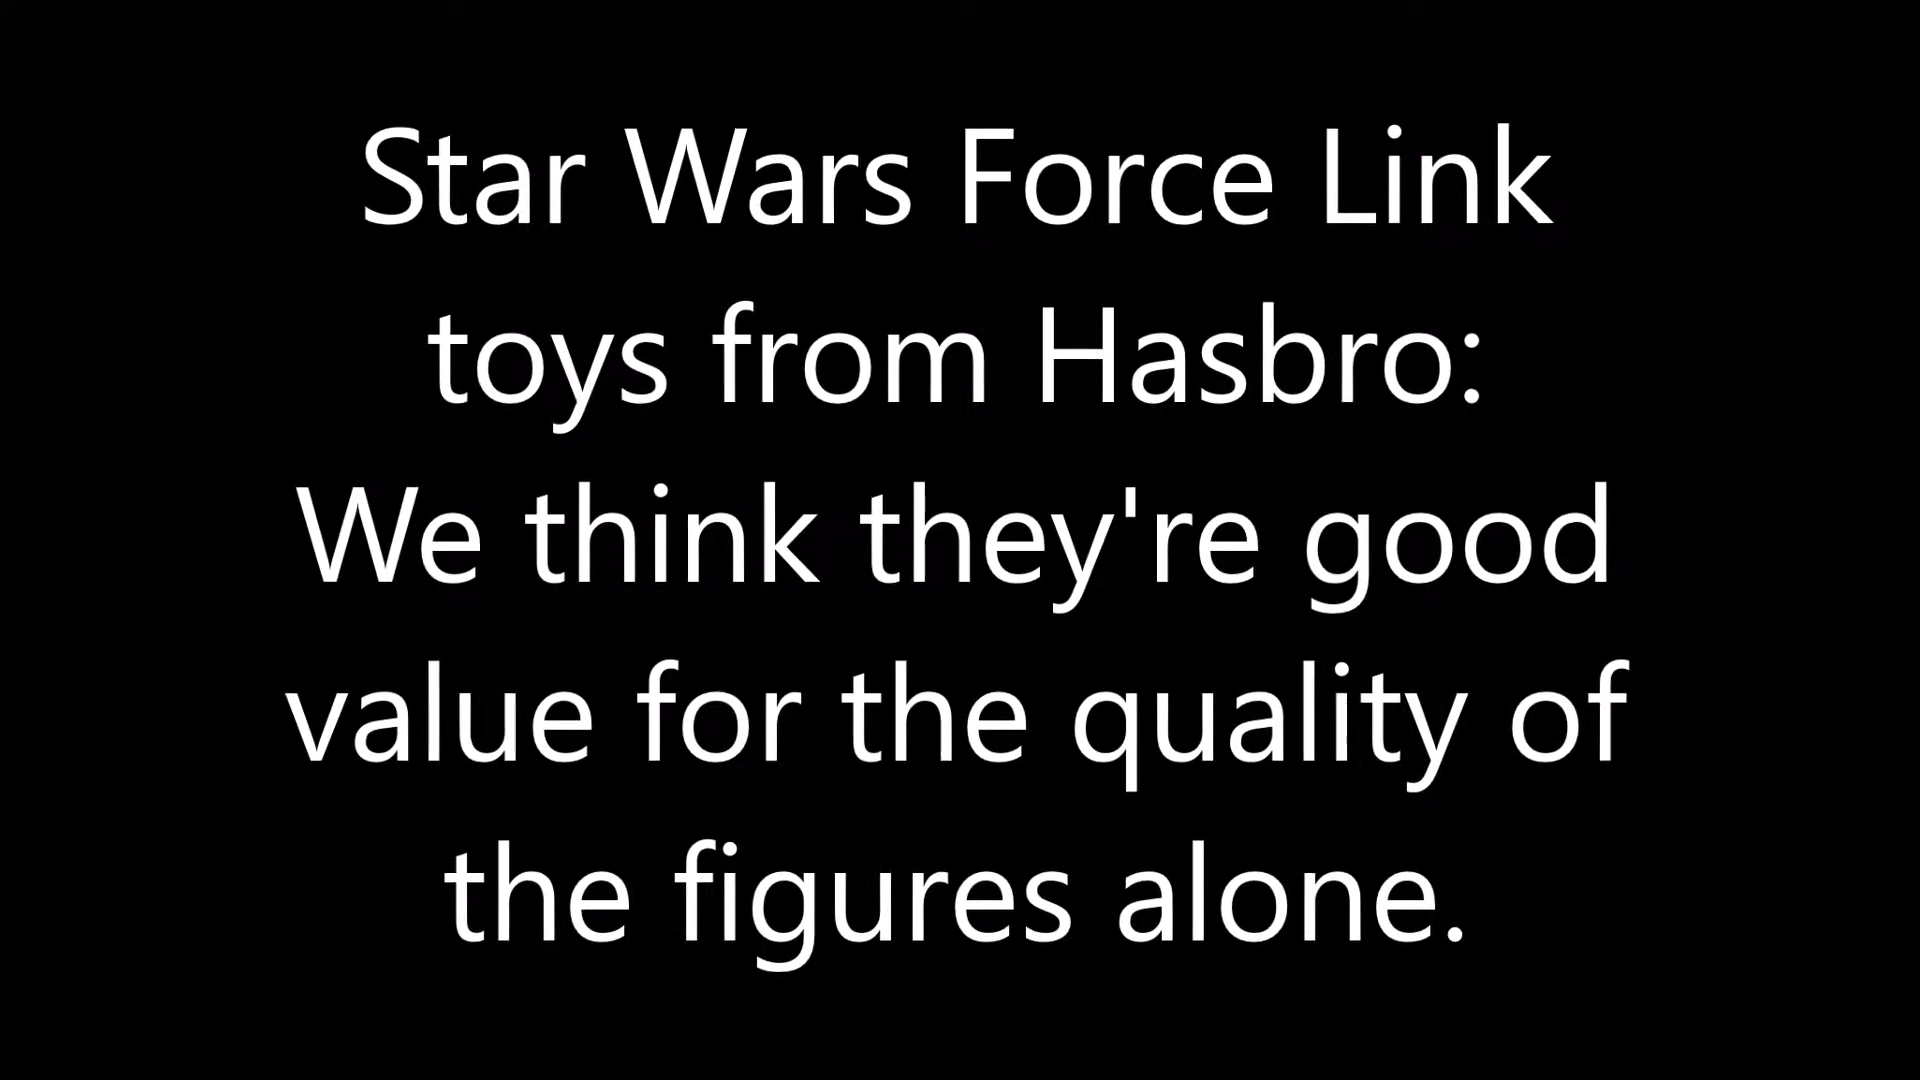 Star Wars Force Link
toys from Hasbro:
We think they're good
value for the quality of
the figures alone.